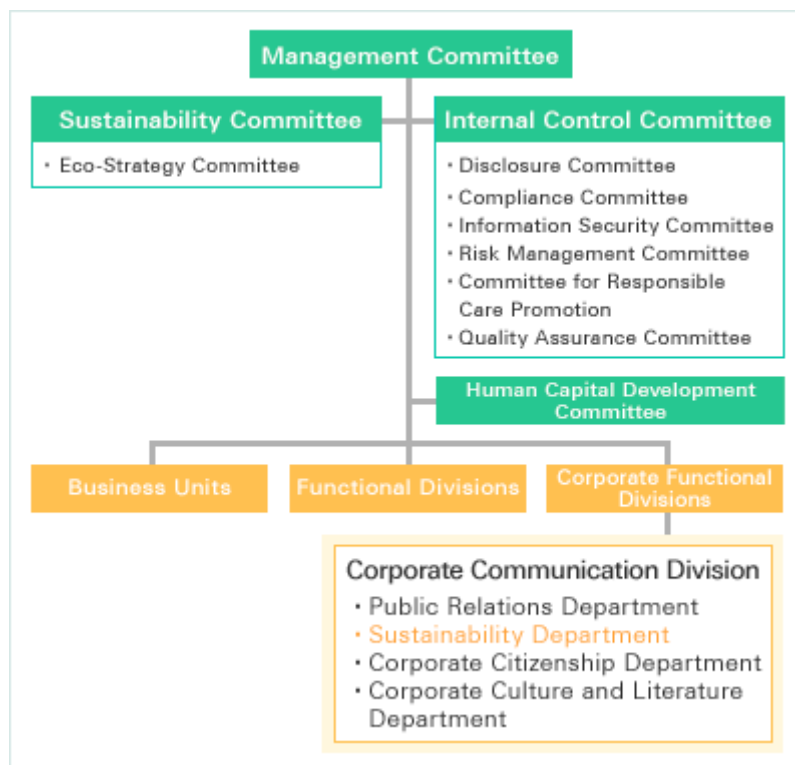 Management Committee
Sustainability Committee
・Eco-Strategy Committee
Internal Control Committee
・Disclosure Committee
・Compliance Committee
・Information Security Committee
・Risk Management Committee
・Committee for Responsible
Care Promotion
・Quality Assurance Committee
Human Capital Development
Committee
Business Units
Functional Divisions
Corporate Functional
Divisions
Corporate Communication Division
・Public Relations Department
・Sustainability Department
・Corporate Citizenship Department
・Corporate Culture and Literature
Department